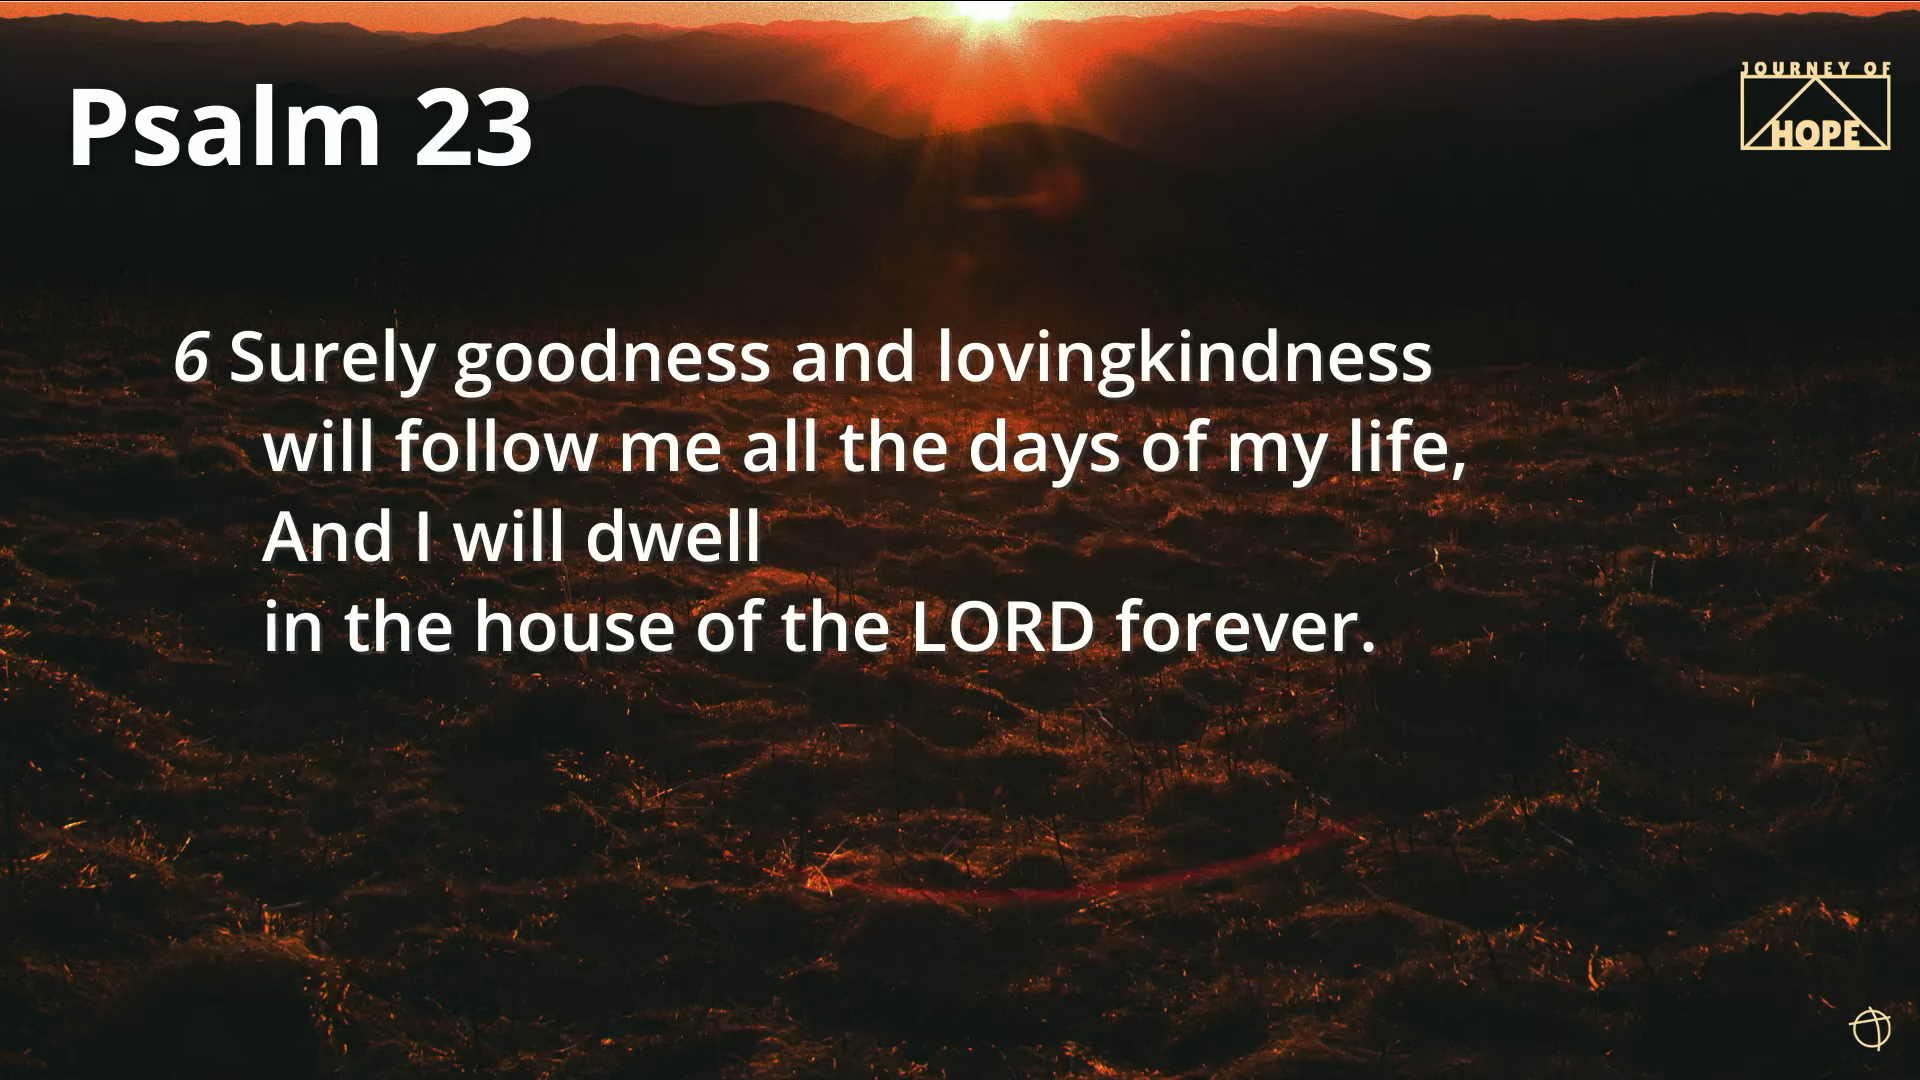 Psalm 23
JOURNEY OF
HOPE
6 Surely goodness and lovingkindness
will follow me all the days of my life,
And I will dwell
in the house of the LORD forever.